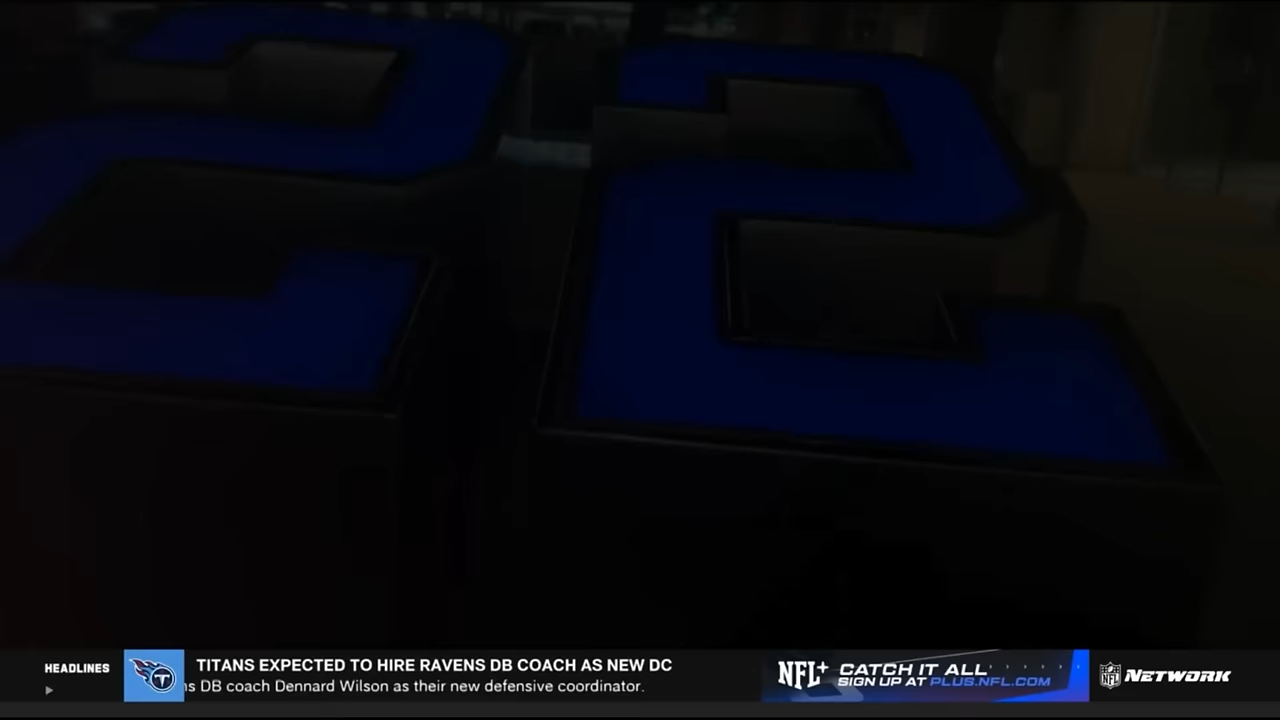 22
HEADLINES
TITANS EXPECTED TO HIRE RAVENS DB COACH AS NEW DC
s DB coach Dennard Wilson as their new defensive coordinator.
NFL+
CATCH IT ALL
SIGN UP AT PLUS.NFL.COM
NFL
NETWORK